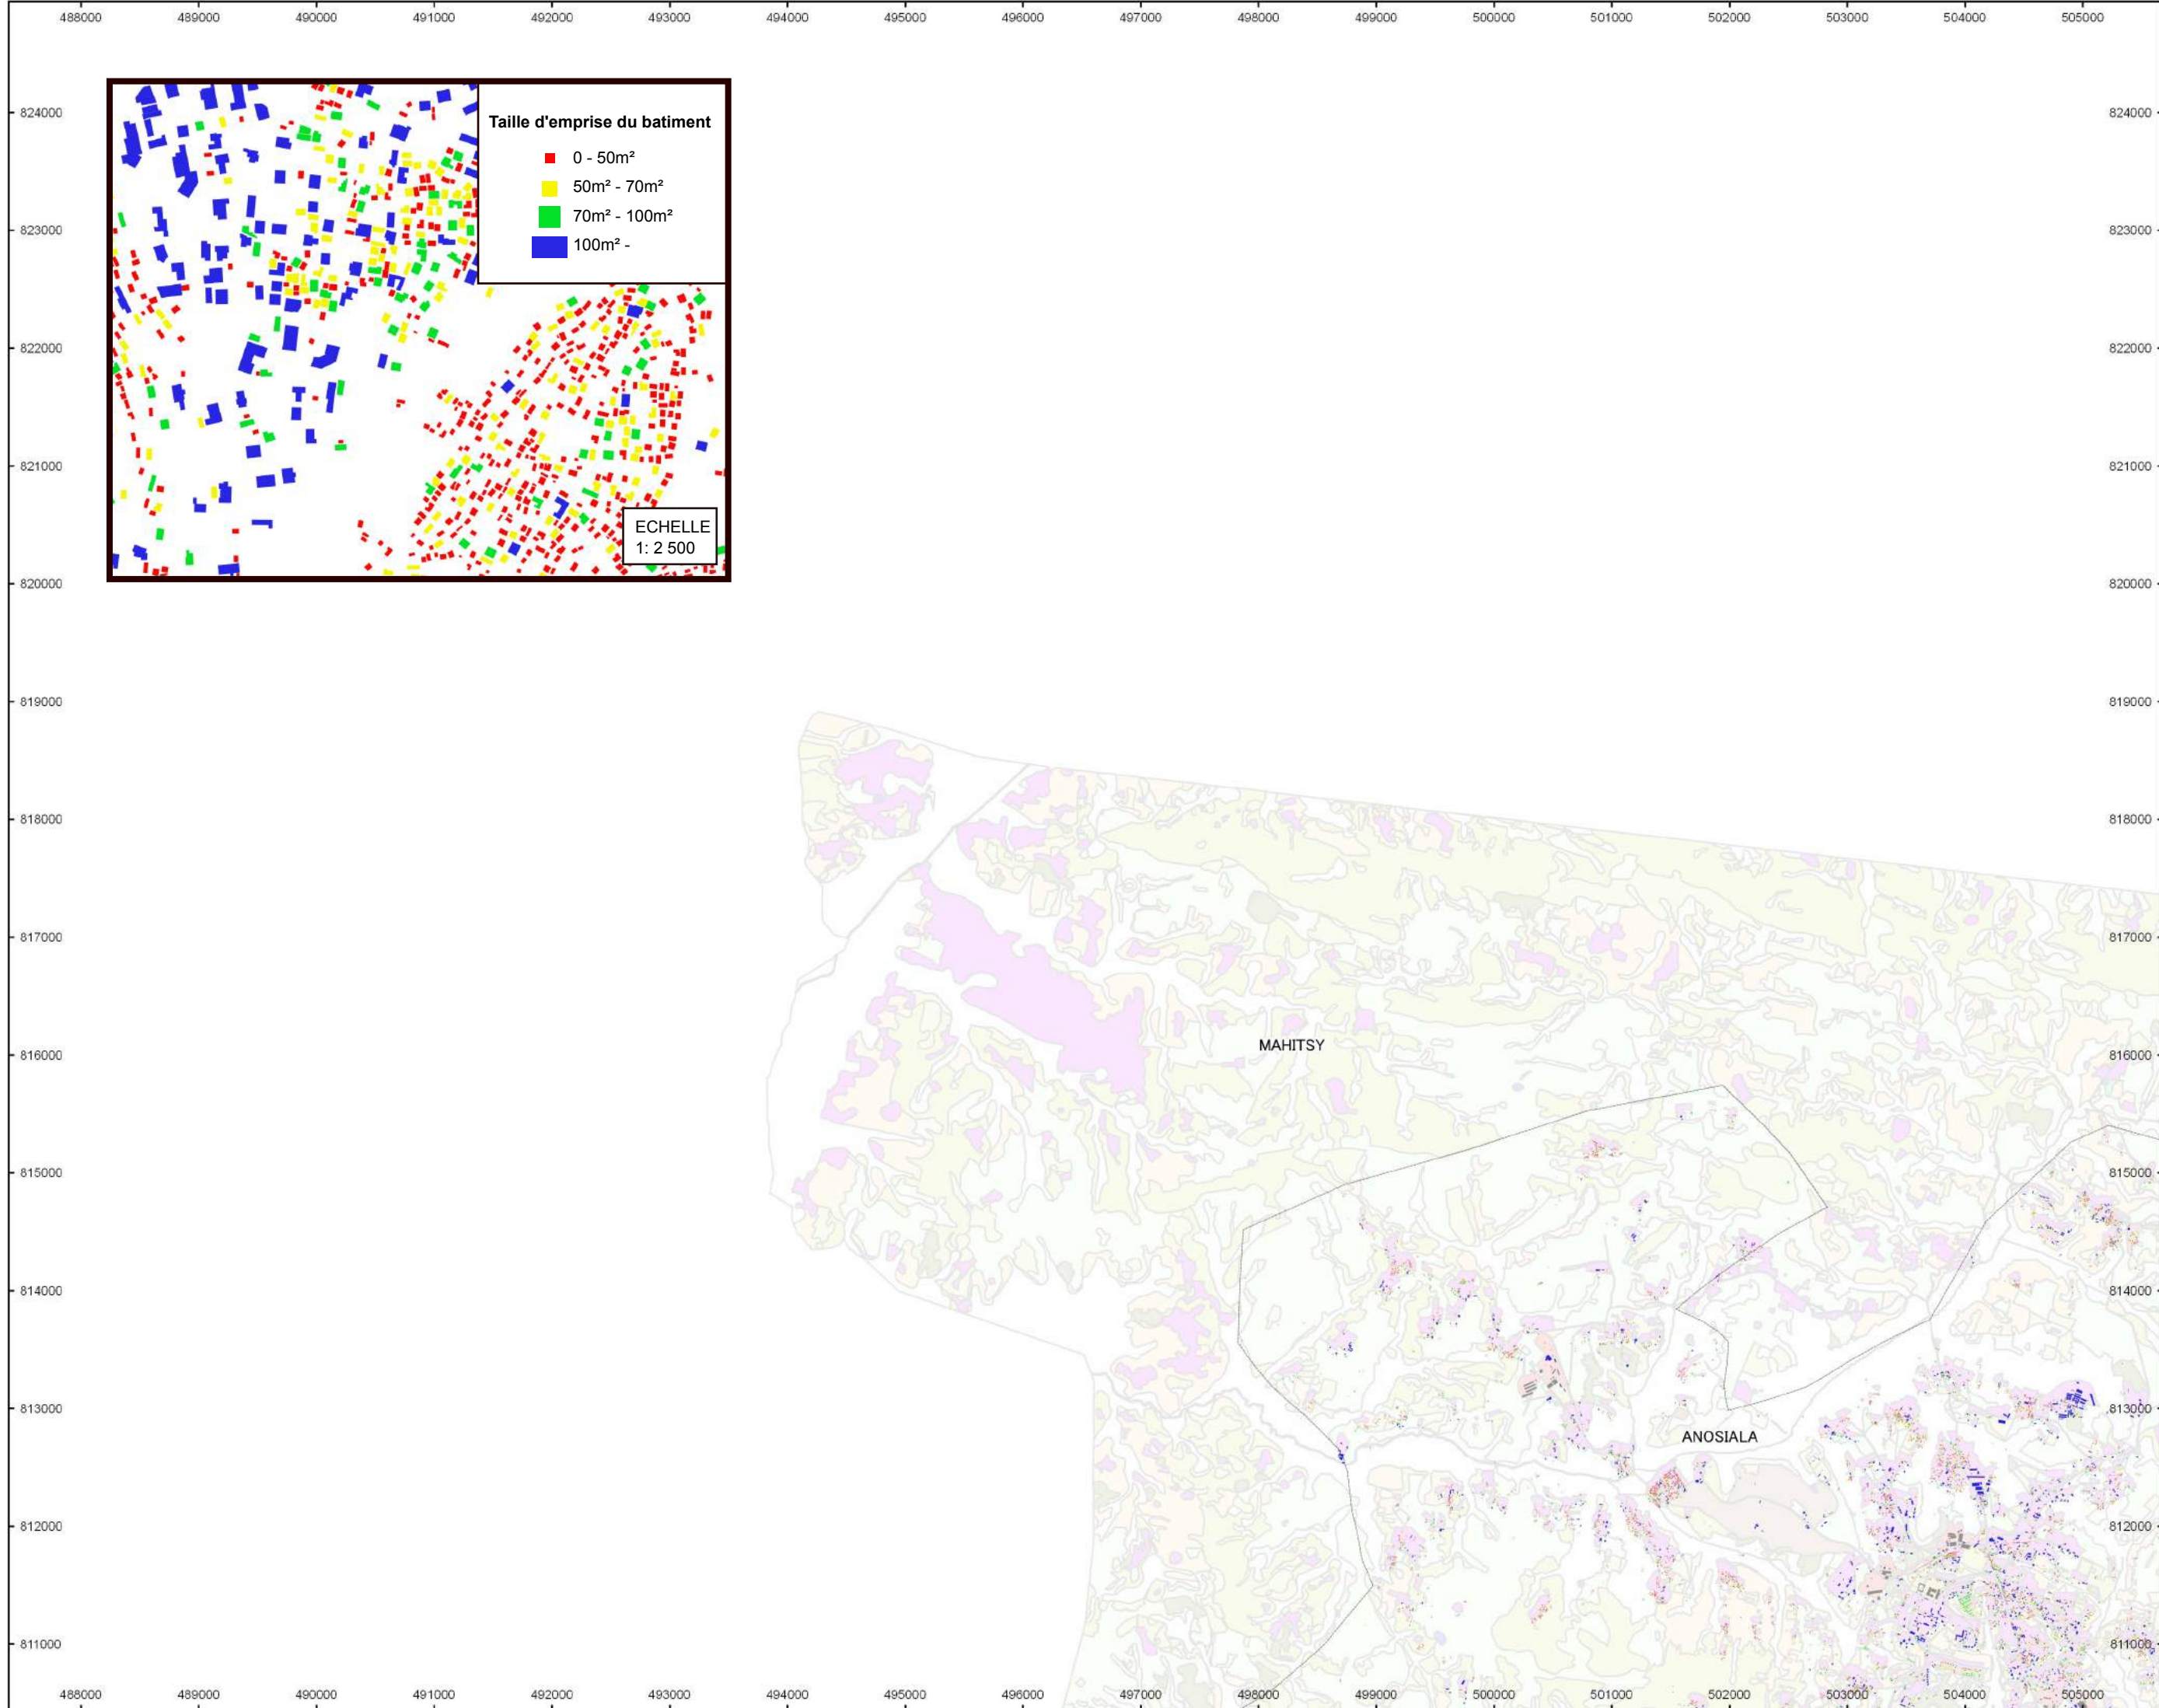 488000 489000 490000 491000 492000 493000 494000 495000 496000 497000 498000 499000 500000 501000 502000 503000 504000 505000
824000 824000
Taille d'emprise du batiment
0 - 50m²
50m² - 70m²
70m² - 100m²
823000 823000
100m² -
822000 822000
821000 821000
ECHELLE
1: 2 500
820000 820000
819000 819000
818000 818000
817000 817000
MAHITSY
816000 816000
815000 815000
814000 814000
813000 813000
ANOSIALA
812000 812000
811000 811000
488000 489000 490000 491000 492000 493000 494000 495000 496000 497000 498000 499000 500000 501000 502000 503000 504000 505000